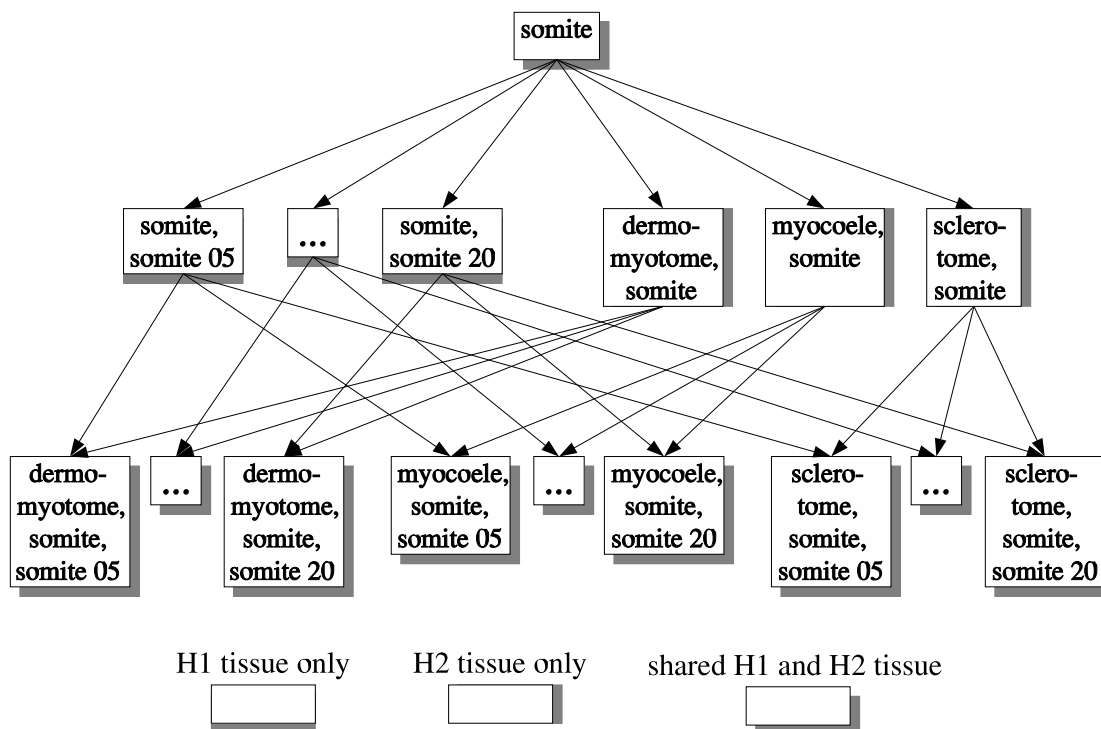 somite
somite,
somite 05
...
somite,
somite 20
dermo-
myotome,
somite
myocoele,
somite
sclero-
tome,
somite
dermo-
myotome,
somite,
somite 05
...
dermo-
myotome,
somite,
somite 20
myocoele,
somite,
somite 05
...
myocoele,
somite,
somite 20
sclero-
tome,
somite,
somite 05
...
sclero-
tome,
somite,
somite 20
H1 tissue only
H2 tissue only
shared H1 and H2 tissue